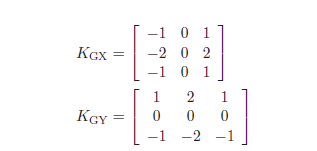 −1 0 1
K_GX = −2 0 2
−1 0 1
1 2 1
K_GY = 0 0 0
−1 −2 −1